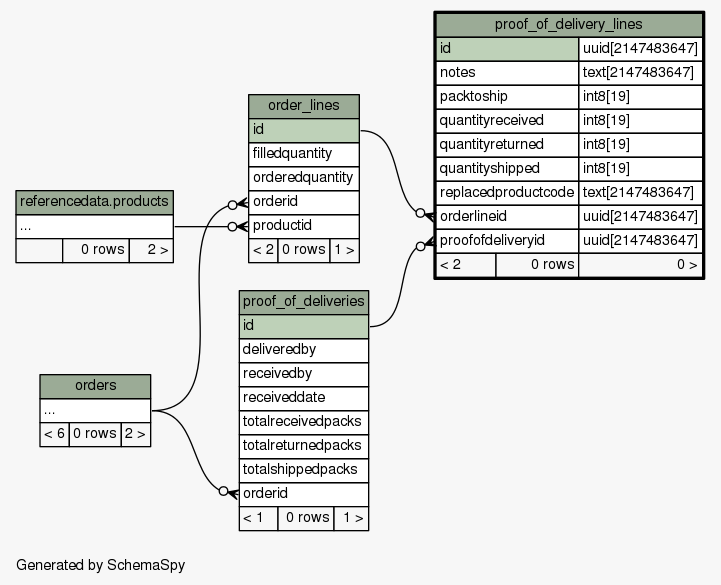 proof_of_delivery_lines
id uuid[2147483647]
notes text[2147483647]
packtoship int8[19]
quantityreceived int8[19]
quantityreturned int8[19]
quantityshipped int8[19]
replacedproductcode text[2147483647]
orderlineid uuid[2147483647]
proofofdeliveryid uuid[2147483647]
< 2 0 rows 0 >
order_lines
id
filledquantity
orderedquantity
orderid
productid
< 2 0 rows 1 >
referencedata.products
...
0 rows 2 >
proof_of_deliveries
id
deliveredby
receivedby
receiveddate
totalreceivedpacks
totalreturnedpacks
totalshippedpacks
orderid
< 1 0 rows 1 >
orders
...
< 6 0 rows 2 >
Generated by SchemaSpy